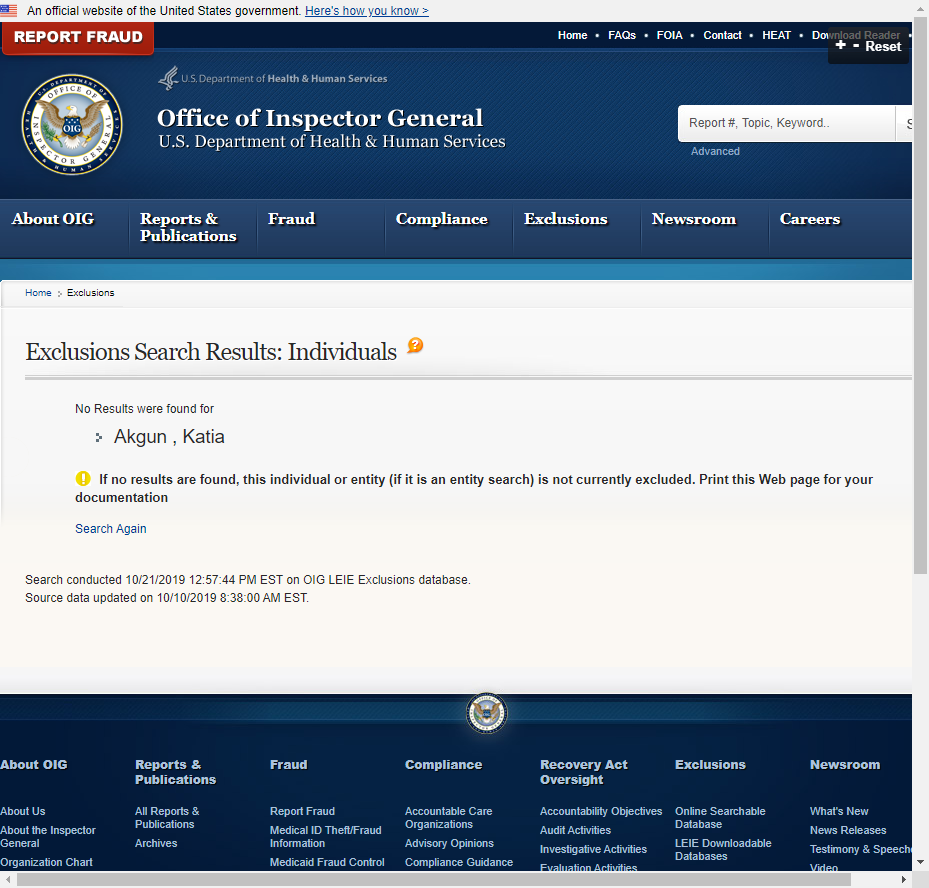 An official website of the United States government. Here's how you know >
REPORT FRAUD
Home • FAQs • FOIA • Contact • HEAT • Download Reader •
+ - Reset
U.S. Department of Health & Human Services
Office of Inspector General
U.S. Department of Health & Human Services
Report #, Topic, Keyword..
Advanced
About OIG
Reports &
Publications
Fraud
Compliance
Exclusions
Newsroom
Careers
Home
Exclusions
Exclusions Search Results: Individuals
?
No Results were found for
Akgun , Katia
If no results are found, this individual or entity (if it is an entity search) is not currently excluded. Print this Web page for your
documentation
Search Again
Search conducted 10/21/2019 12:57:44 PM EST on OIG LEIE Exclusions database.
Source data updated on 10/10/2019 8:38:00 AM EST.
About OIG
About Us
About the Inspector
General
Organization Chart
Reports &
Publications
All Reports &
Publications
Archives
Fraud
Report Fraud
Medical ID Theft/Fraud
Information
Medicaid Fraud Control
Compliance
Accountable Care
Organizations
Advisory Opinions
Compliance Guidance
Recovery Act
Oversight
Accountability Objectives
Audit Activities
Investigative Activities
Evaluation Activities
Exclusions
Online Searchable
Database
LEIE Downloadable
Databases
Newsroom
What's New
News Releases
Testimony & Speeche
Video